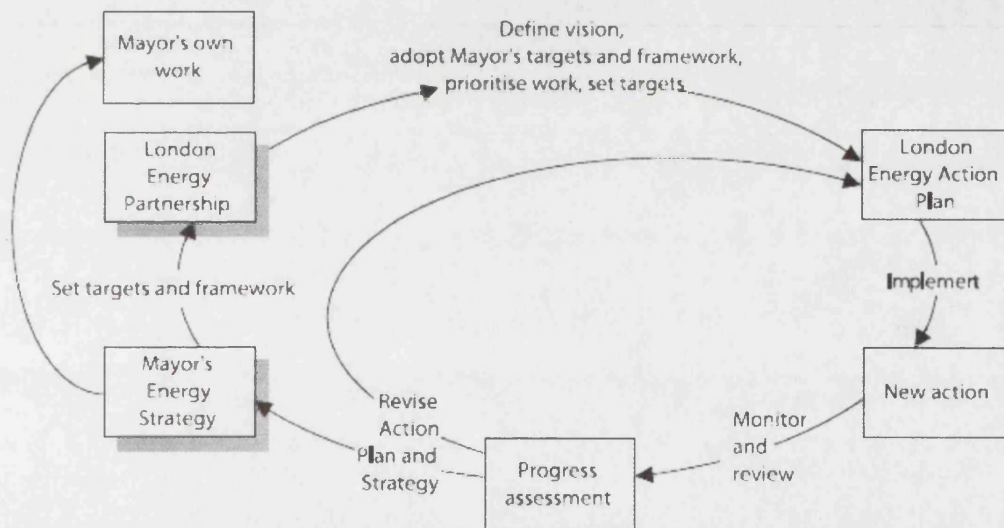 Mayor's own
work
Define vision,
adopt Mayor's targets and framework,
prioritise work, set targets
London
Energy
Partnership
London
Energy Action
Plan
Set targets and framework
Implemert
Mayor's
Energy
Strategy
New action
Revise
Action
Plan and
Strategy
Monitor
and
review
Progress
assessment